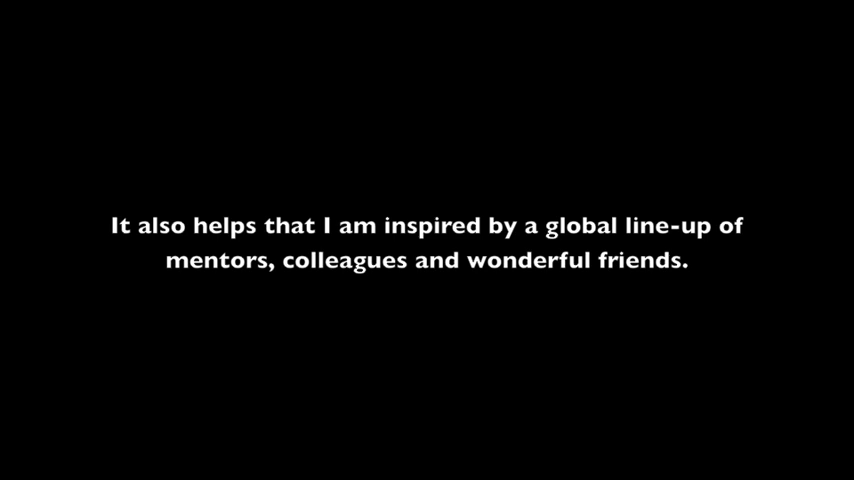 It also helps that I am inspired by a global line-up of
mentors, colleagues and wonderful friends.